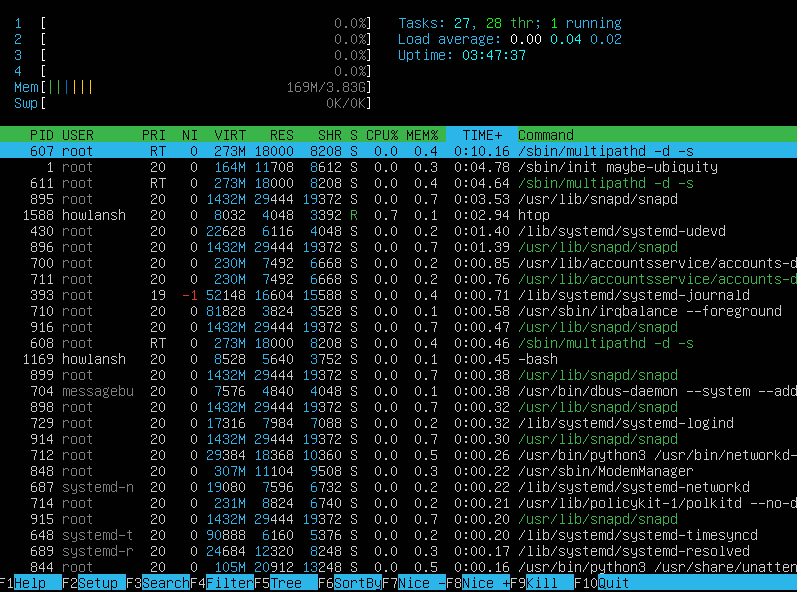 1 [ 0.0%] Tasks: 27, 28 thr; 1 running
2 [ 0.0%] Load average: 0.00 0.04 0.02
3 [ 0.0%] Uptime: 03:47:37
4 [ 0.0%]
Mem[|||||| 169M/3.83G]
Swp[ 0K/0K]
PID USER PRI NI VIRT RES SHR S CPU% MEM% TIME+ Command
607 root RT 0 273M 18000 8208 S 0.0 0.4 0:10.16 /sbin/multipathd -d -s
1 root 20 0 164M 11708 8612 S 0.0 0.3 0:04.78 /sbin/init maybe-ubiquity
611 root RT 0 273M 18000 8208 S 0.0 0.4 0:04.64 /sbin/multipathd -d -s
895 root 20 0 1432M 29444 19372 S 0.0 0.7 0:03.53 /usr/lib/snapd/snapd
1588 howlansh 20 0 8032 4048 3392 R 0.7 0.1 0:02.94 htop
430 root 20 0 22628 6116 4048 S 0.0 0.2 0:01.40 /lib/systemd/systemd-udevd
896 root 20 0 1432M 29444 19372 S 0.0 0.7 0:01.39 /usr/lib/snapd/snapd
700 root 20 0 230M 7492 6668 S 0.0 0.2 0:00.85 /usr/lib/accountsservice/accounts-d
711 root 20 0 230M 7492 6668 S 0.0 0.2 0:00.76 /usr/lib/accountsservice/accounts-d
393 root 19 -1 52148 16604 15588 S 0.0 0.4 0:00.71 /lib/systemd/systemd-journald
710 root 20 0 81828 3824 3528 S 0.0 0.1 0:00.58 /usr/sbin/irqbalance --foreground
916 root 20 0 1432M 29444 19372 S 0.0 0.7 0:00.47 /usr/lib/snapd/snapd
608 root RT 0 273M 18000 8208 S 0.0 0.4 0:00.46 /sbin/multipathd -d -s
1169 howlansh 20 0 8528 5640 3752 S 0.0 0.1 0:00.45 -bash
899 root 20 0 1432M 29444 19372 S 0.0 0.7 0:00.38 /usr/lib/snapd/snapd
704 messagebu 20 0 7576 4840 4048 S 0.0 0.1 0:00.38 /usr/bin/dbus-daemon --system --add
898 root 20 0 1432M 29444 19372 S 0.0 0.7 0:00.32 /usr/lib/snapd/snapd
729 root 20 0 17316 7984 7088 S 0.0 0.2 0:00.32 /lib/systemd/systemd-logind
914 root 20 0 1432M 29444 19372 S 0.0 0.7 0:00.30 /usr/lib/snapd/snapd
712 root 20 0 29384 18368 10360 S 0.0 0.5 0:00.26 /usr/bin/python3 /usr/bin/networkd-
848 root 20 0 307M 11104 9508 S 0.0 0.3 0:00.22 /usr/sbin/ModemManager
687 systemd-n 20 0 19080 7596 6732 S 0.0 0.2 0:00.22 /lib/systemd/systemd-networkd
714 root 20 0 231M 8824 6740 S 0.0 0.2 0:00.21 /usr/lib/policykit-1/polkitd --no-d
915 root 20 0 1432M 29444 19372 S 0.0 0.7 0:00.20 /usr/lib/snapd/snapd
648 systemd-t 20 0 90888 6160 5376 S 0.0 0.2 0:00.20 /lib/systemd/systemd-timesyncd
689 systemd-r 20 0 24684 12320 8248 S 0.0 0.3 0:00.17 /lib/systemd/systemd-resolved
844 root 20 0 105M 20912 13248 S 0.0 0.5 0:00.16 /usr/bin/python3 /usr/share/unatten
F1Help F2Setup F3SearchF4FilterF5Tree F6SortByF7Nice -F8Nice +F9Kill F10Quit